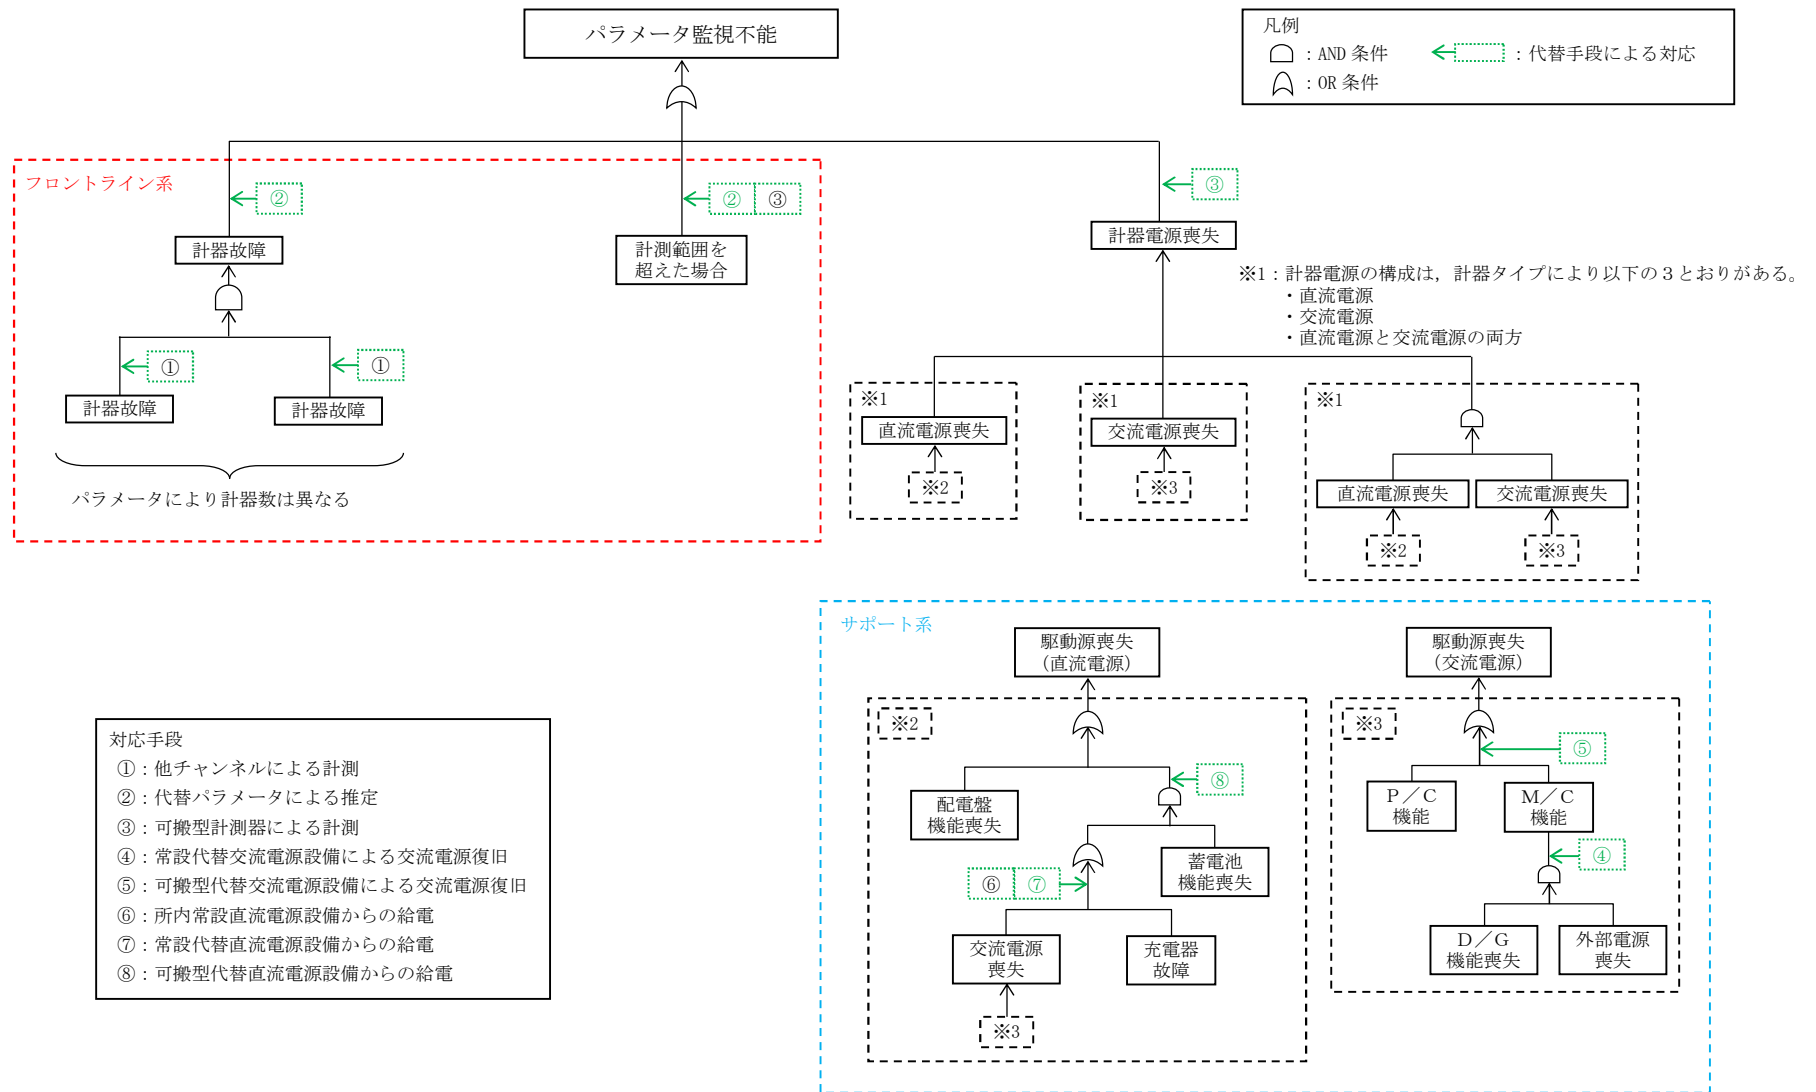 パラメータ監視不能
凡例
：AND 条件
：代替手段による対応
：OR 条件
フロントライン系
②
② ③
③
計器故障
計測範囲を
超えた場合
計器電源喪失
※1：計器電源の構成は，計器タイプにより以下の３とおりがある。
・直流電源
・交流電源
・直流電源と交流電源の両方
①
①
計器故障
計器故障
パラメータにより計器数は異なる
※1
直流電源喪失
※2
※1
交流電源喪失
※3
※1
直流電源喪失
交流電源喪失
※2
※3
サポート系
駆動源喪失
（直流電源）
※2
⑧
配電盤
機能喪失
蓄電池
機能喪失
⑥ ⑦
交流電源
喪失
充電器
故障
※3
駆動源喪失
（交流電源）
※3
⑤
Ｐ／Ｃ
機能
Ｍ／Ｃ
機能
④
Ｄ／Ｇ
機能喪失
外部電源
喪失
対応手段
①：他チャンネルによる計測
②：代替パラメータによる推定
③：可搬型計測器による計測
④：常設代替交流電源設備による交流電源復旧
⑤：可搬型代替交流電源設備による交流電源復旧
⑥：所内常設直流電源設備からの給電
⑦：常設代替直流電源設備からの給電
⑧：可搬型代替直流電源設備からの給電